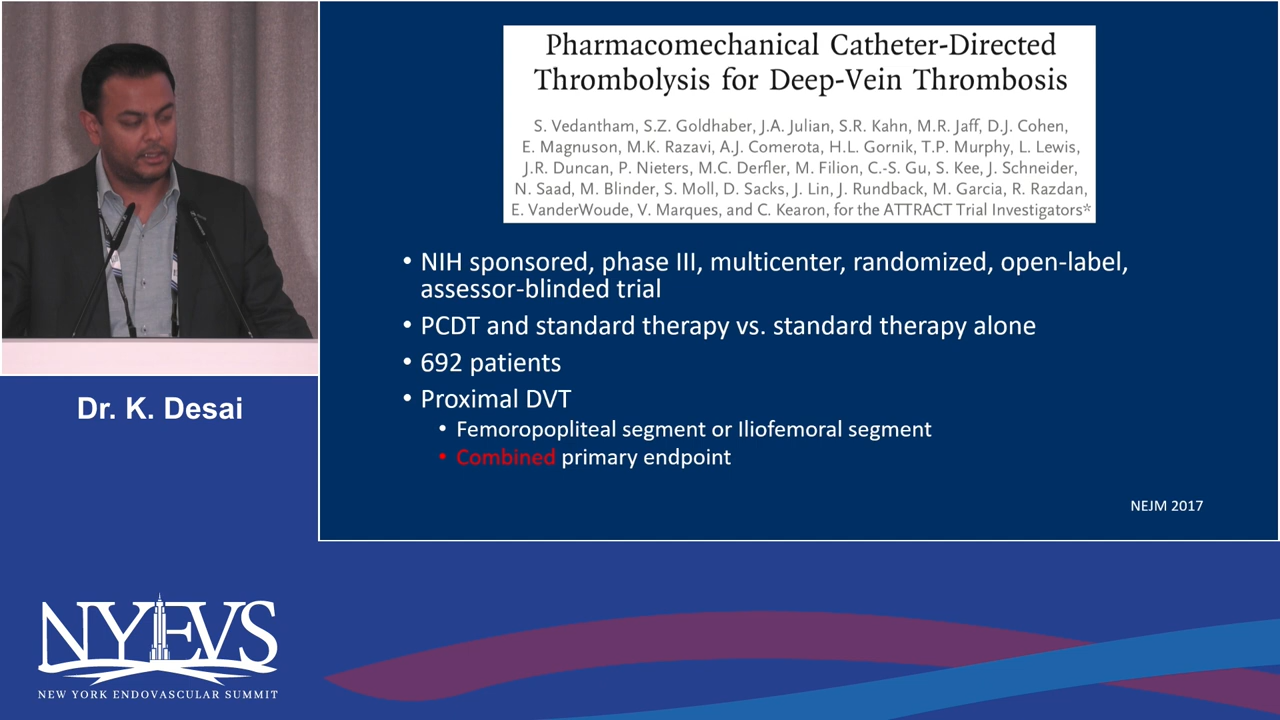 Pharmacomechanical Catheter-Directed
Thrombolysis for Deep-Vein Thrombosis
S. Vedantham, S.Z. Goldhaber, J.A. Julian, S.R. Kahn, M.R. Jaff, D.J. Cohen,
E. Magnuson, M.K. Razavi, A.J. Comerota, H.L. Gornik, T.P. Murphy, L. Lewis,
J.R. Duncan, P. Nieters, M.C. Derfler, M. Filion, C.-S. Gu, S. Kee, J. Schneider,
N. Saad, M. Blinder, S. Moll, D. Sacks, J. Lin, J. Rundback, M. Garcia, R. Razdan,
E. VanderWoude, V. Marques, and C. Kearon, for the ATTRACT Trial Investigators*
• NIH sponsored, phase III, multicenter, randomized, open-label,
assessor-blinded trial
• PCDT and standard therapy vs. standard therapy alone
• 692 patients
• Proximal DVT
• Femoropopliteal segment or Iliofemoral segment
• Combined primary endpoint
NEJM 2017
Dr. K. Desai
NYEVS
NEW YORK ENDOVASCULAR SUMMIT